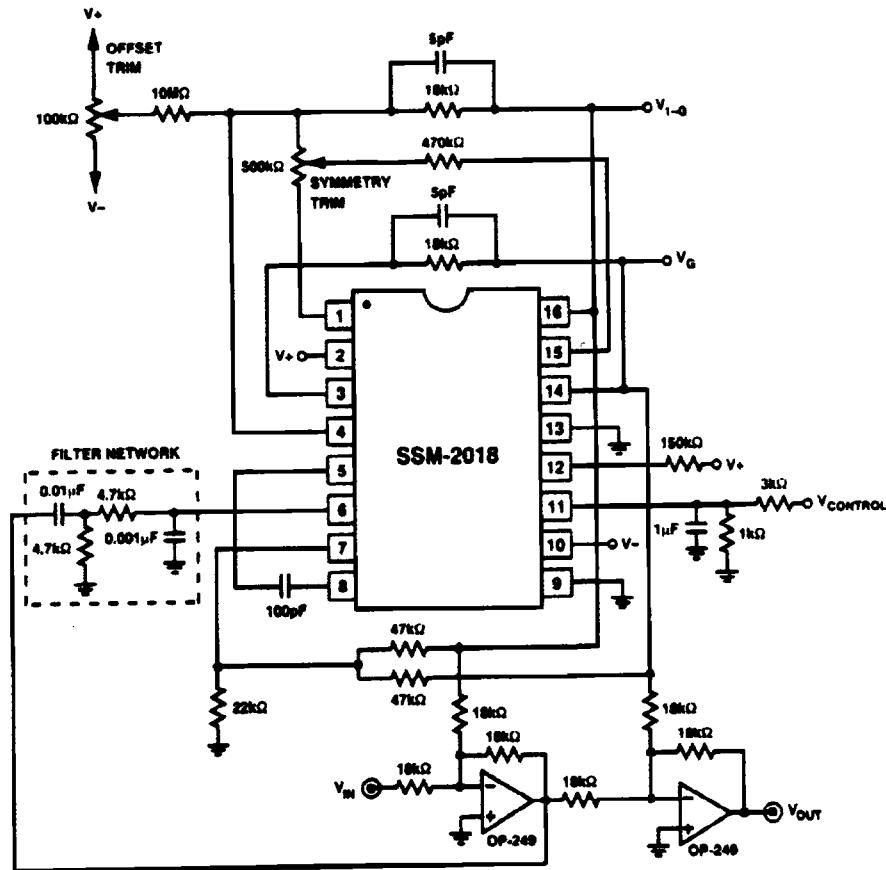 V+
OFFSET
TRIM
5pF
10MΩ
18kΩ
V1-G
100kΩ
470kΩ
500kΩ
SYMMETRY
TRIM
V−
5pF
18kΩ
VG
1
16
V+
2
15
3
14
4
13
SSM-2018
150kΩ
V+
FILTER NETWORK
5
12
3kΩ
0.01µF
4.7kΩ
6
11
VCONTROL
4.7kΩ
0.001µF
1µF
1kΩ
7
10
V−
8
9
100pF
47kΩ
47kΩ
22kΩ
18kΩ
18kΩ
18kΩ
18kΩ
VIN
18kΩ
18kΩ
−
+
−
+
VOUT
OP-249
OP-249